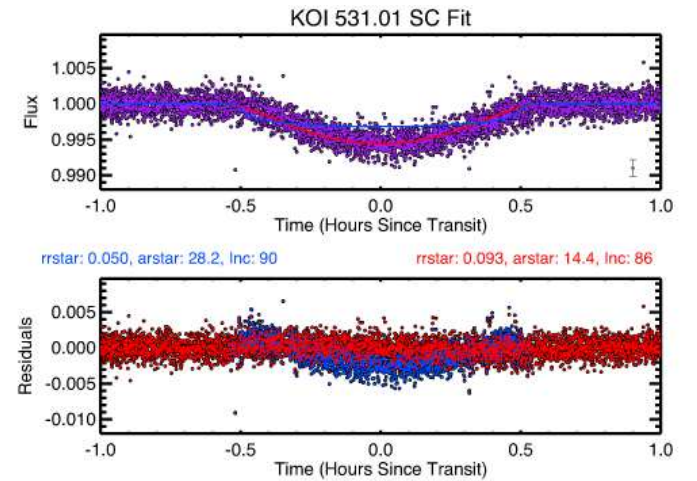 KOI 531.01 SC Fit
1.005
1.000
0.995
0.990
Flux
-1.0 -0.5 0.0 0.5 1.0
Time (Hours Since Transit)
rrstar: 0.050, arstar: 28.2, Inc: 90 rrstar: 0.093, arstar: 14.4, Inc: 86
0.005
0.000
-0.005
-0.010
Residuals
-1.0 -0.5 0.0 0.5 1.0
Time (Hours Since Transit)